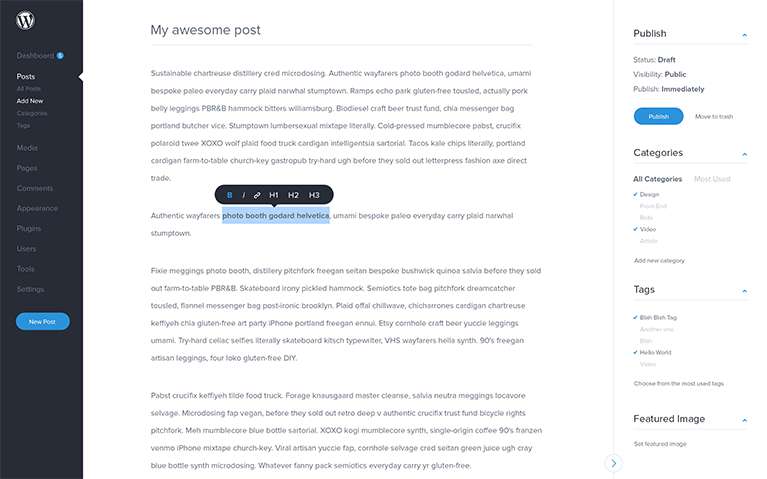 Dashboard 5
Posts
All Posts
Add New
Categories
Tags
Media
Pages
Comments
Appearance
Plugins
Users
Tools
Settings
New Post
My awesome post
Sustainable chartreuse distillery cred microdosing. Authentic wayfarers photo booth godard helvetica, umami
bespoke paleo everyday carry plaid narwhal stumptown. Ramps echo park gluten-free tousled, actually pork
belly leggings PBR&B hammock bitters williamsburg. Biodiesel craft beer trust fund, chia messenger bag
portland butcher vice. Stumptown lumbersexual mixtape literally. Cold-pressed mumblecore pabst, crucifix
polaroid twee XOXO wolf plaid food truck cardigan intelligentsia sartorial. Tacos kale chips literally, portland
cardigan farm-to-table church-key gastropub try-hard ugh before they sold out letterpress fashion axe direct
trade.
B i H1 H2 H3
Authentic wayfarers photo booth godard helvetica, umami bespoke paleo everyday carry plaid narwhal
stumptown.
Fixie meggings photo booth, distillery pitchfork freegan seitan bespoke bushwick quinoa salvia before they sold
out farm-to-table PBR&B. Skateboard irony pickled hammock. Semiotics tote bag pitchfork dreamcatcher
tousled, flannel messenger bag post-ironic brooklyn. Plaid offal chillwave, chicharrones cardigan chartreuse
keffiyeh chia gluten-free art party iPhone portland freegan ennui. Etsy cornhole craft beer yuccie leggings
umami. Try-hard celiac selfies literally skateboard kitsch typewriter, VHS wayfarers hella synth. 90's freegan
artisan leggings, four loko gluten-free DIY.
Pabst crucifix keffiyeh tilde food truck. Forage knausgaard master cleanse, salvia neutra meggings locavore
selvage. Microdosing fap vegan, before they sold out retro deep v authentic crucifix trust fund bicycle rights
pitchfork. Meh mumblecore blue bottle sartorial. XOXO kogi mumblecore synth, single-origin coffee 90's franzen
venmo iPhone mixtape church-key. Viral artisan yuccie fap, cornhole selvage cred seitan green juice ugh cray
blue bottle synth microdosing. Whatever fanny pack semiotics everyday carry yr gluten-free.
Publish
Status: Draft
Visibility: Public
Publish: Immediately
Publish Move to trash
Categories
All Categories Most Used
Design
Front End
Bots
Video
Artists
Add new category
Tags
Blah Blah Tag
Another one
Blah
Hello World
Video
Choose from the most used tags
Featured Image
Set featured image